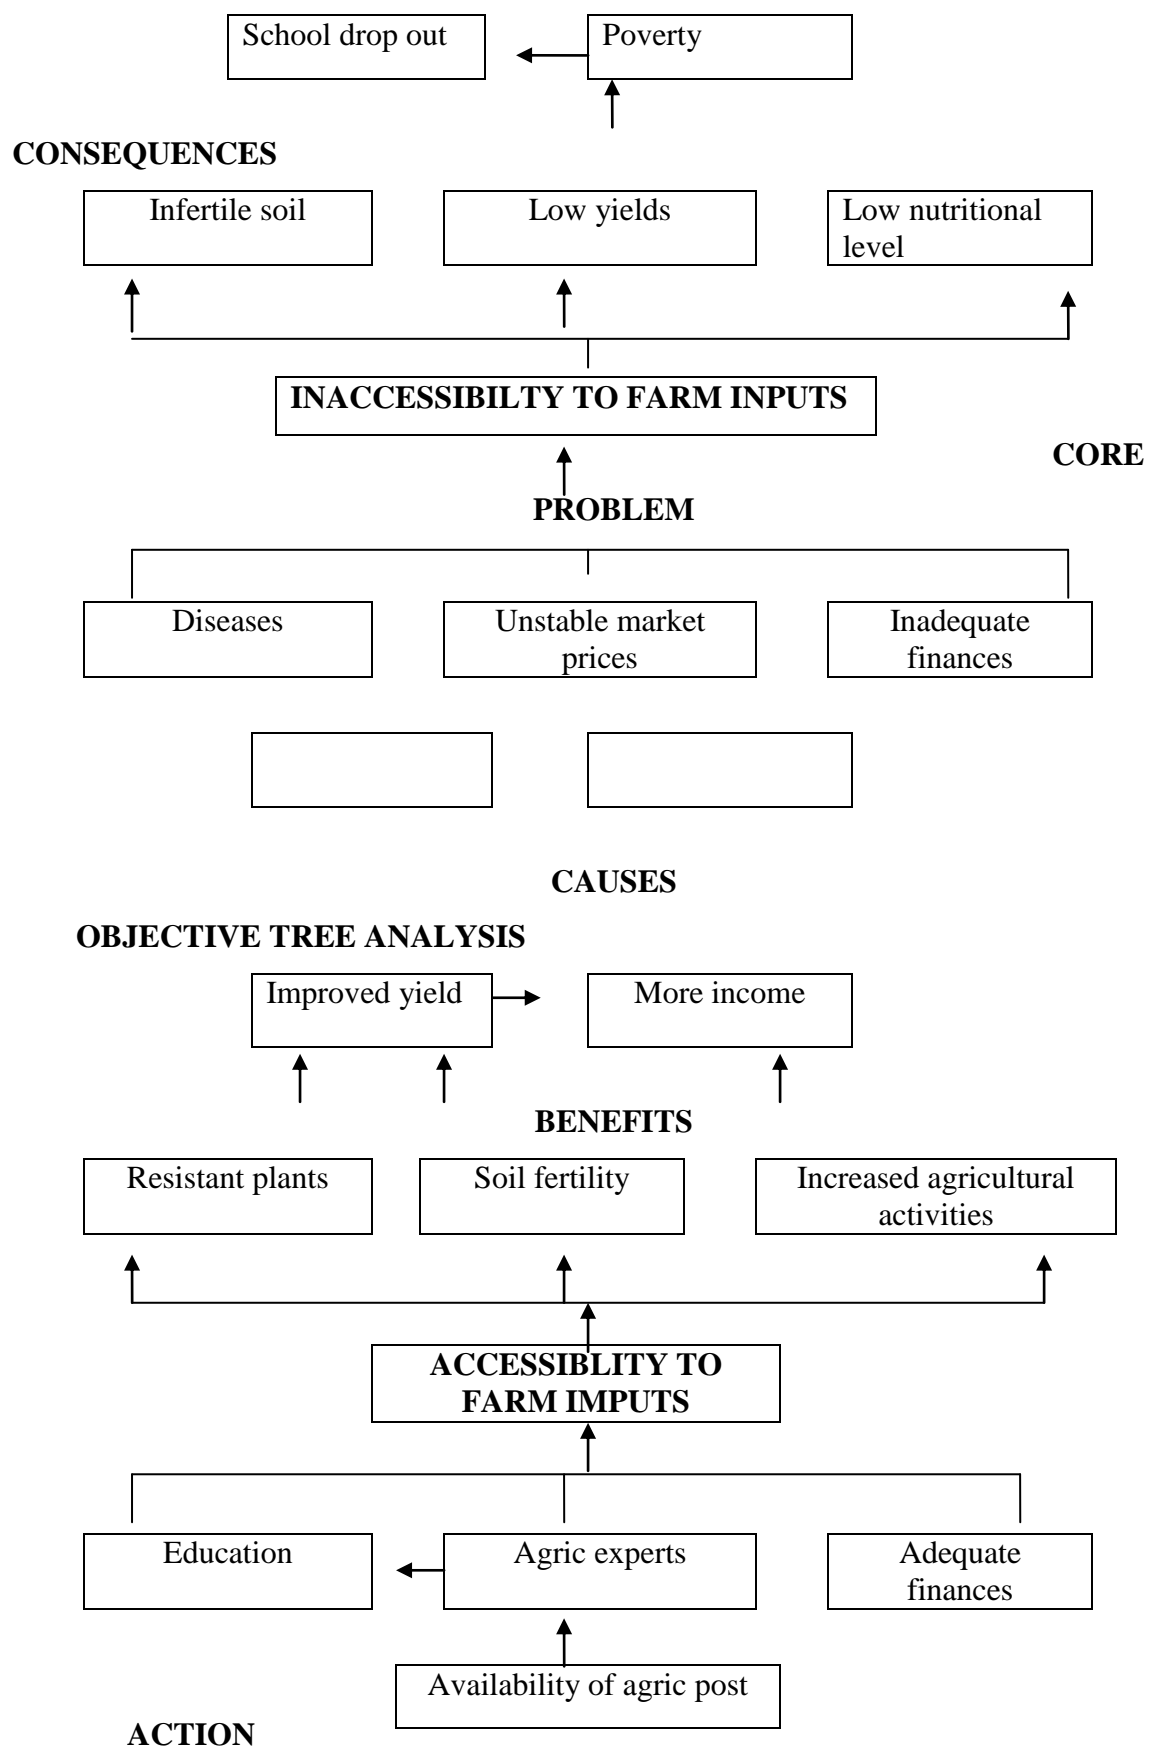 School drop out
Poverty
CONSEQUENCES
Infertile soil
Low yields
Low nutritional
level
INACCESSIBILTY TO FARM INPUTS
CORE
PROBLEM
Diseases
Unstable market
prices
Inadequate
finances
CAUSES
OBJECTIVE TREE ANALYSIS
Improved yield
More income
BENEFITS
Resistant plants
Soil fertility
Increased agricultural
activities
ACCESSIBLITY TO
FARM IMPUTS
Education
Agric experts
Adequate
finances
Availability of agric post
ACTION